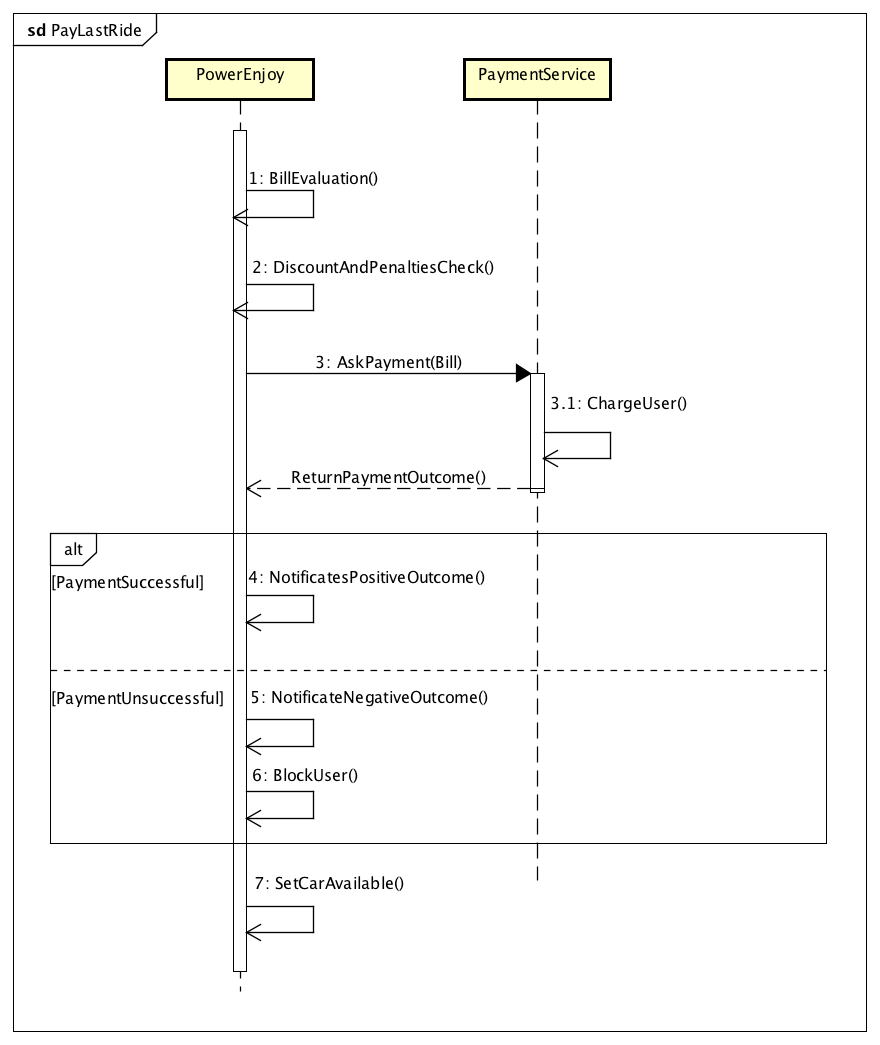 sd PayLastRide
PowerEnjoy
PaymentService
1: BillEvaluation()
2: DiscountAndPenaltiesCheck()
3: AskPayment(Bill)
3.1: ChargeUser()
ReturnPaymentOutcome()
alt
[PaymentSuccessful]
4: NotificatesPositiveOutcome()
[PaymentUnsuccessful]
5: NotificateNegativeOutcome()
6: BlockUser()
7: SetCarAvailable()